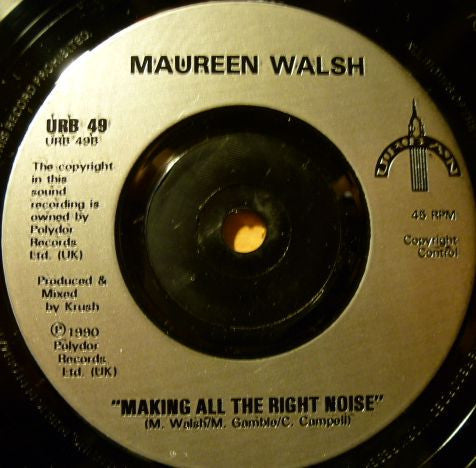 MAUREEN WALSH
URB 49
URB 49B
The copyright
in this
sound
recording is
owned by
Polydor
Records
Ltd. (UK)
Produced &
Mixed
by Krush
Ⓟ1990
Polydor
Records
Ltd. (UK)
URBAN
45 RPM
Copyright
Control
"MAKING ALL THE RIGHT NOISE"
(M. Walsh/M. Gamble/C. Campell)